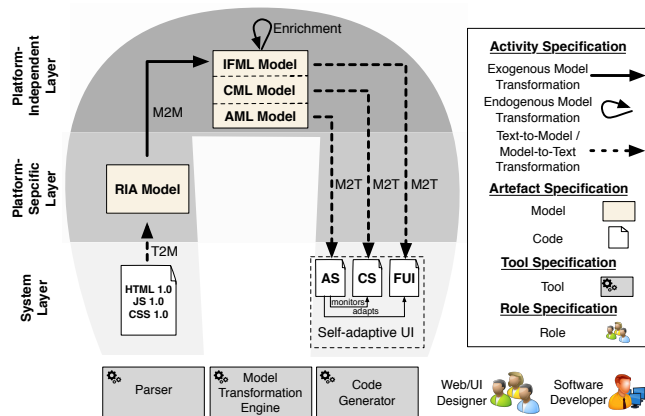 Platform-
Independent
Layer
Platform-
Sepcific
Layer
System
Layer
Enrichment
IFML Model
CML Model
AML Model
M2M
RIA Model
M2T
M2T
M2T
T2M
HTML 1.0
JS 1.0
CSS 1.0
AS
CS
FUI
monitors
adapts
Self-adaptive UI
Parser
Model
Transformation
Engine
Code
Generator
Web/UI
Designer
Software
Developer
Activity Specification
Exogenous Model
Transformation
Endogenous Model
Transformation
Text-to-Model /
Model-to-Text
Transformation
Artefact Specification
Model
Code
Tool Specification
Tool
Role Specification
Role